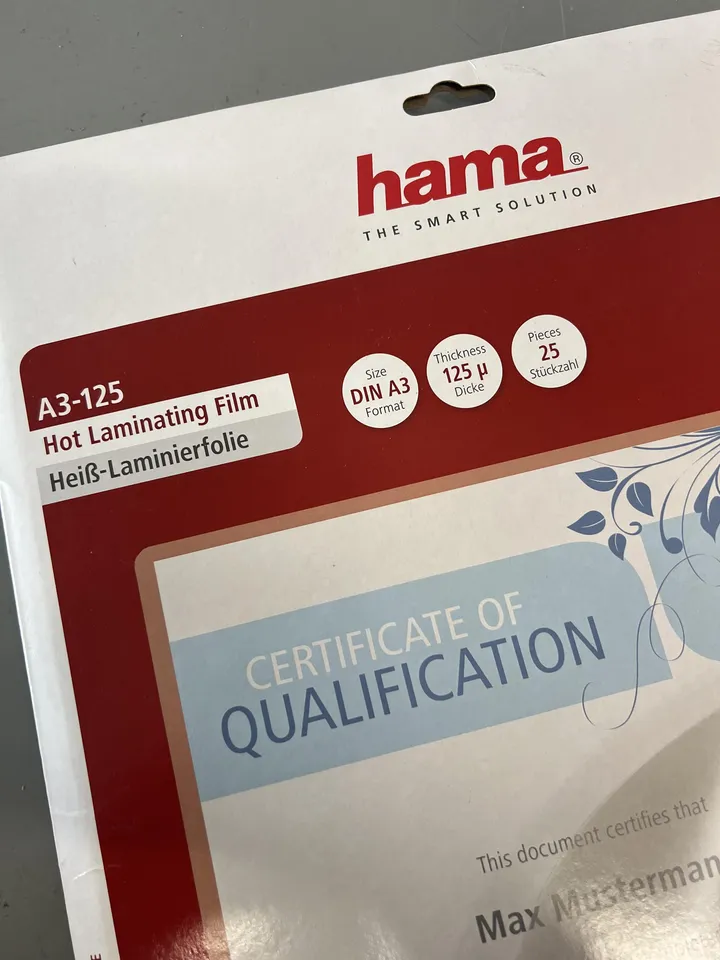 hama®
THE SMART SOLUTION
A3-125
Hot Laminating Film
Heiß-Laminierfolie
Size
DIN A3
Format
Thickness
125 µ
Dicke
Pieces
25
Stückzahl
CERTIFICATE OF
QUALIFICATION
This document certifies that
Max Musterman